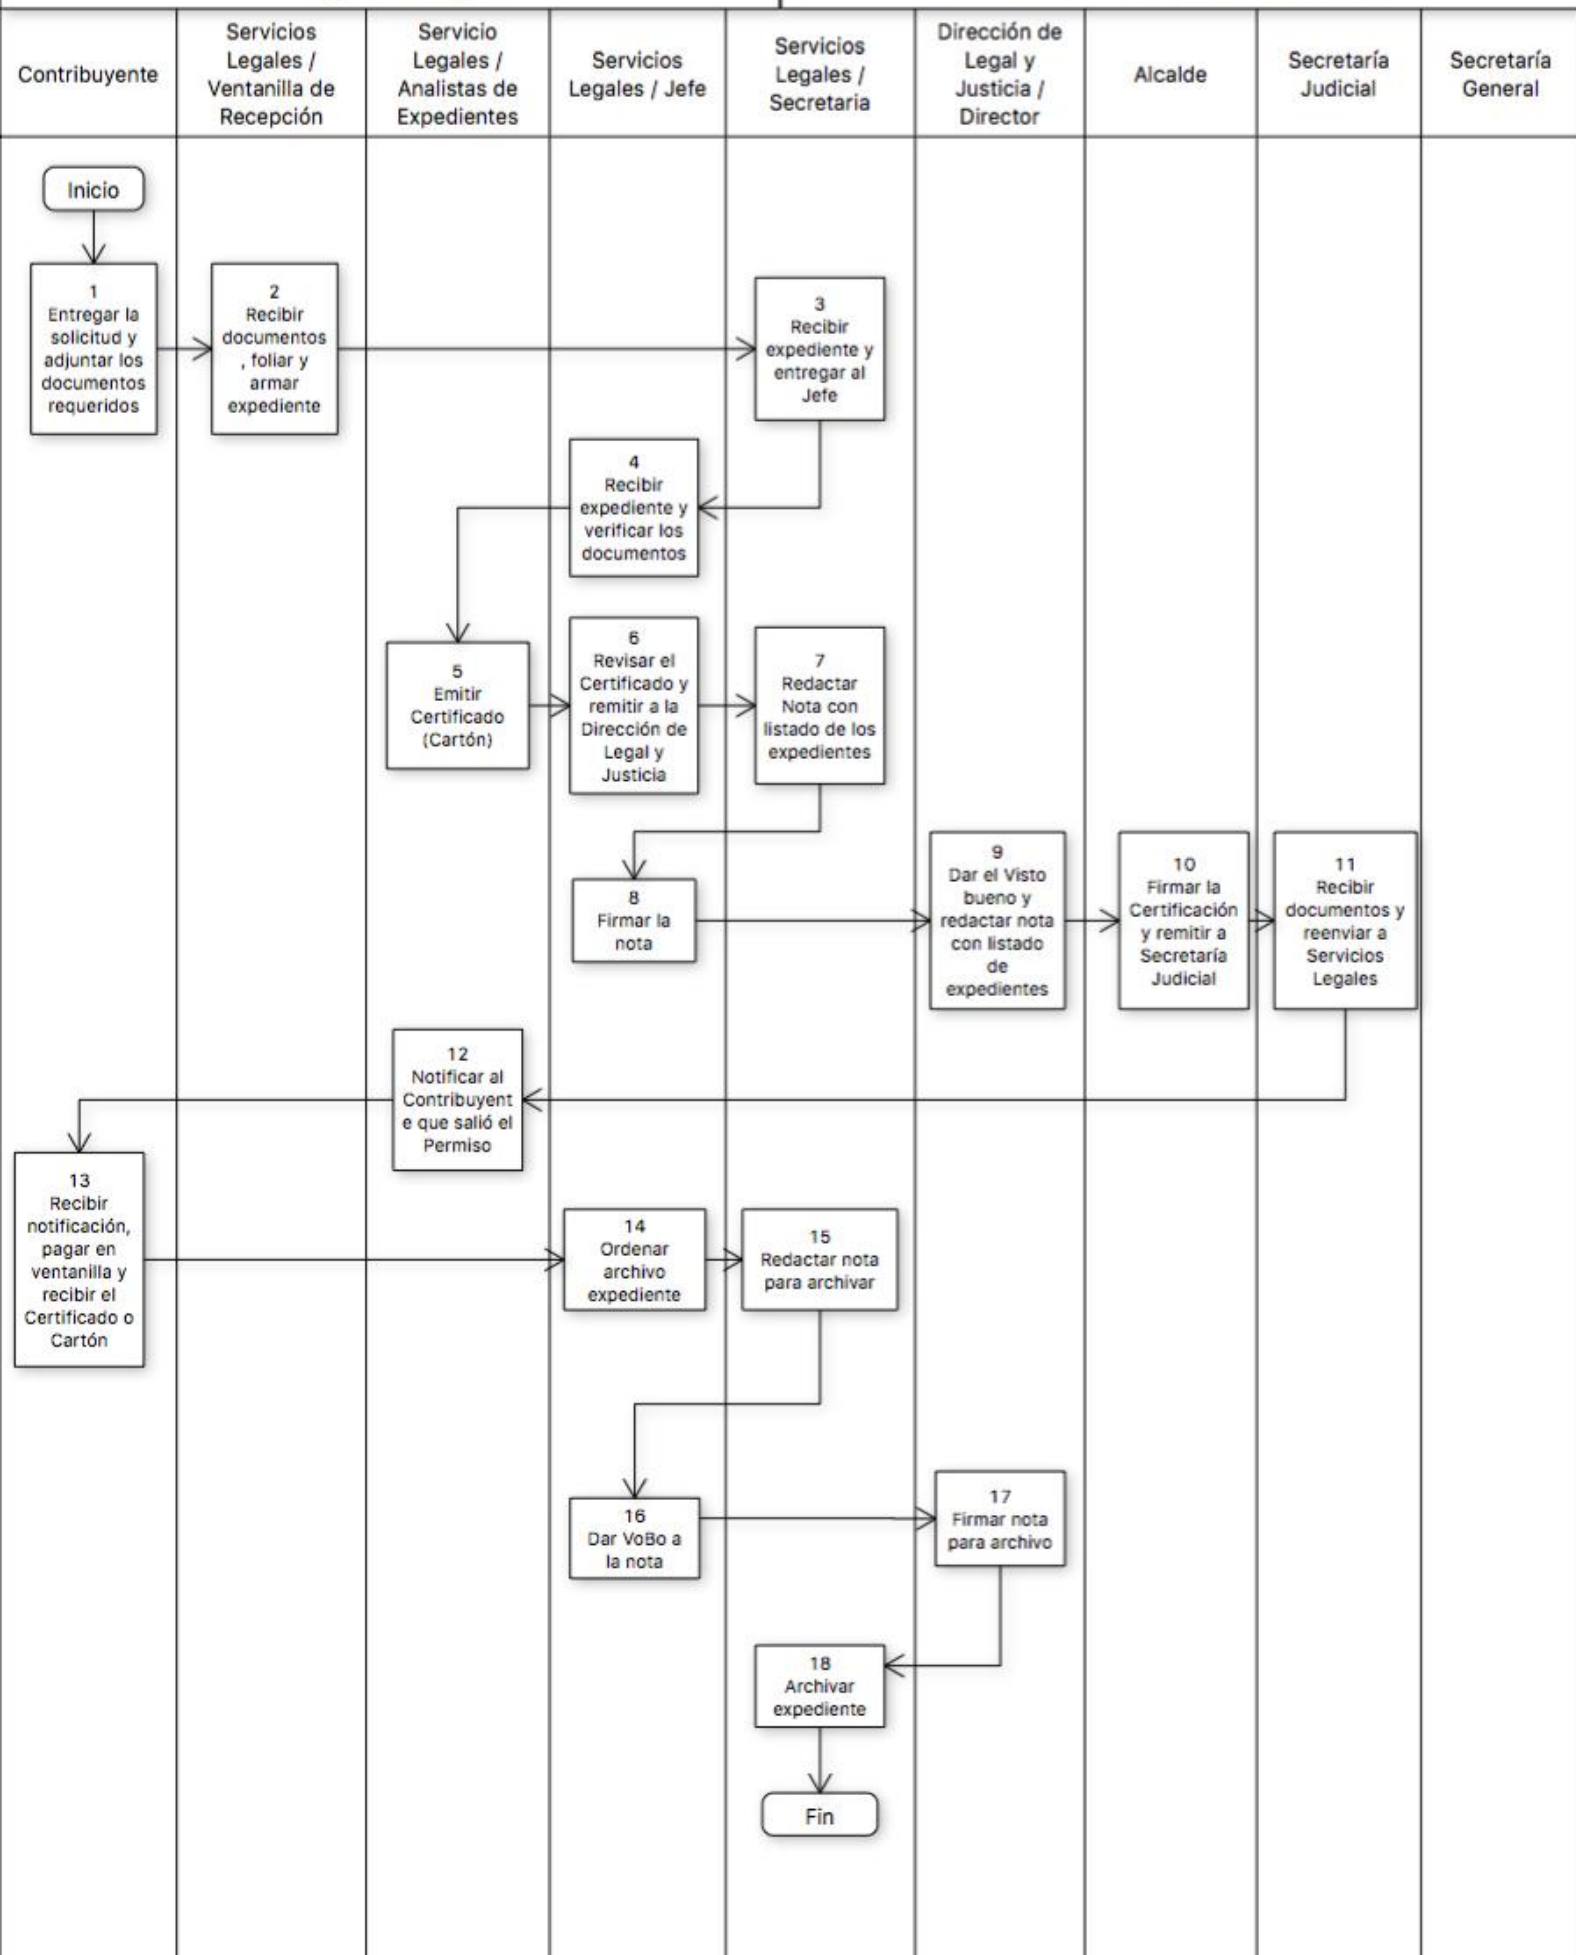 Contribuyente
Servicios
Legales /
Ventanilla de
Recepción
Servicio
Legales /
Analistas de
Expedientes
Servicios
Legales / Jefe
Servicios
Legales /
Secretaria
Dirección de
Legal y
Justicia /
Director
Alcalde
Secretaría
Judicial
Secretaría
General
Inicio
1
Entregar la
solicitud y
adjuntar los
documentos
requeridos
2
Recibir
documentos
, foliar y
armar
expediente
3
Recibir
expediente y
entregar al
Jefe
4
Recibir
expediente y
verificar los
documentos
5
Emitir
Certificado
(Cartón)
6
Revisar el
Certificado y
remitir a la
Dirección de
Legal y
Justicia
7
Redactar
Nota con
listado de los
expedientes
8
Firmar la
nota
9
Dar el Visto
bueno y
redactar nota
con listado
de
expedientes
10
Firmar la
Certificación
y remitir a
Secretaría
Judicial
11
Recibir
documentos y
reenviar a
Servicios
Legales
12
Notificar al
Contribuyent
e que salió el
Permiso
13
Recibir
notificación,
pagar en
ventanilla y
recibir el
Certificado o
Cartón
14
Ordenar
archivo
expediente
15
Redactar nota
para archivar
16
Dar VoBo a
la nota
17
Firmar nota
para archivo
18
Archivar
expediente
Fin